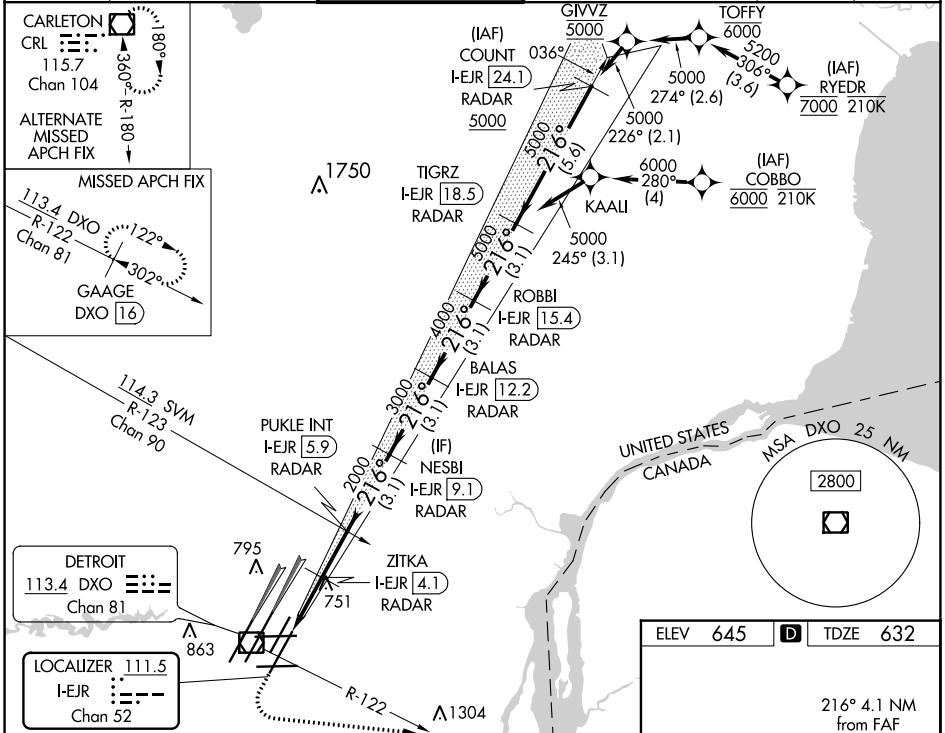 CARLETON
CRL
115.7
Chan 104
180°
360°
R-180
ALTERNATE
MISSED
APCH FIX
MISSED APCH FIX
113.4 DXO
R-122
Chan 81
122°
302°
GAAGE
DXO 16
1750
(IAF)
COUNT
I-EJR 24.1
RADAR
5000
036°
GIVVZ
5000
TOFFY
6000
5200
306°
(3.6)
(IAF)
RYEDR
7000 210K
5000
274° (2.6)
5000
226° (2.1)
5000
216°
(5.6)
TIGRZ
I-EJR 18.5
RADAR
6000
280°
(4)
(IAF)
COBBO
6000 210K
KAALI
5000
245° (3.1)
5000
216°
(3.1)
ROBBI
I-EJR 15.4
RADAR
4000
216°
(3.1)
BALAS
I-EJR 12.2
RADAR
3000
216°
(3.1)
(IF)
NESBI
I-EJR 9.1
RADAR
2000
216°
(3.1)
PUKLE INT
I-EJR 5.9
RADAR
114.3 SVM
R-123
Chan 90
ZITKA
I-EJR 4.1
RADAR
795
751
863
DETROIT
113.4 DXO
Chan 81
LOCALIZER 111.5
I-EJR
Chan 52
R-122
1304
UNITED STATES
CANADA
MSA DXO 25 NM
2800
ELEV 645 D TDZE 632
216° 4.1 NM
from FAF